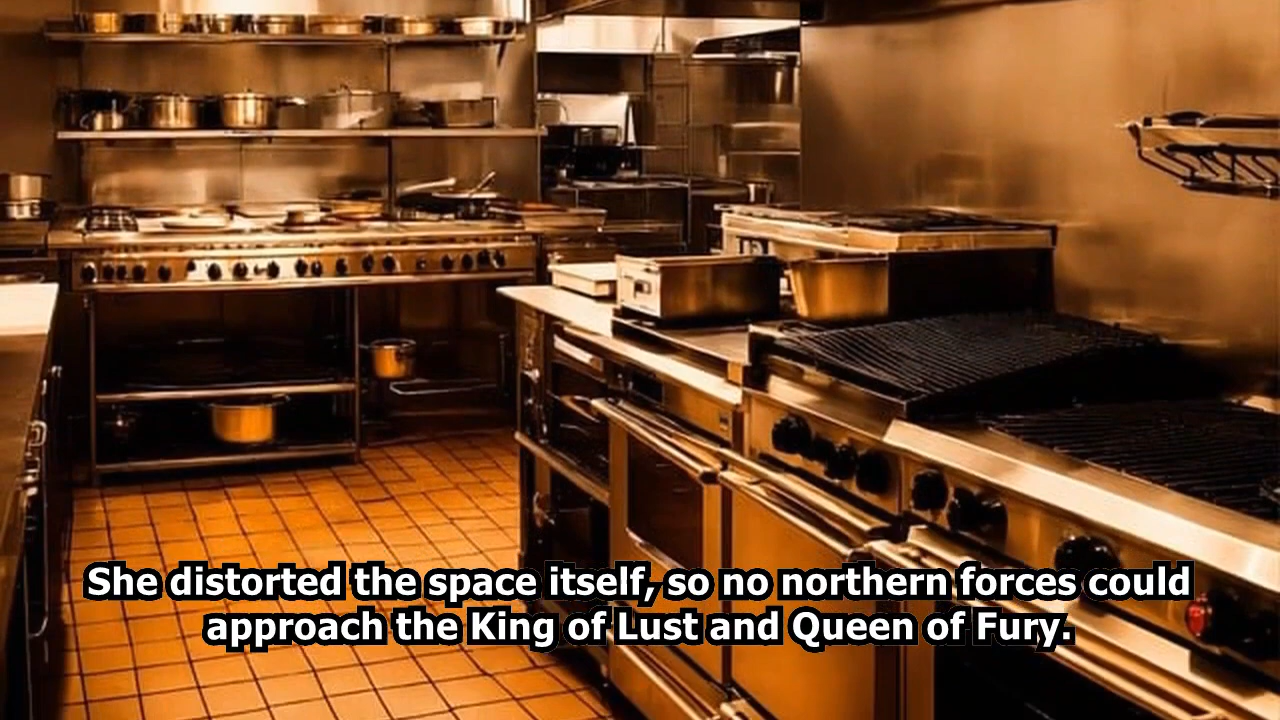 She distorted the space itself, so no northern forces could
approach the King of Lust and Queen of Fury.